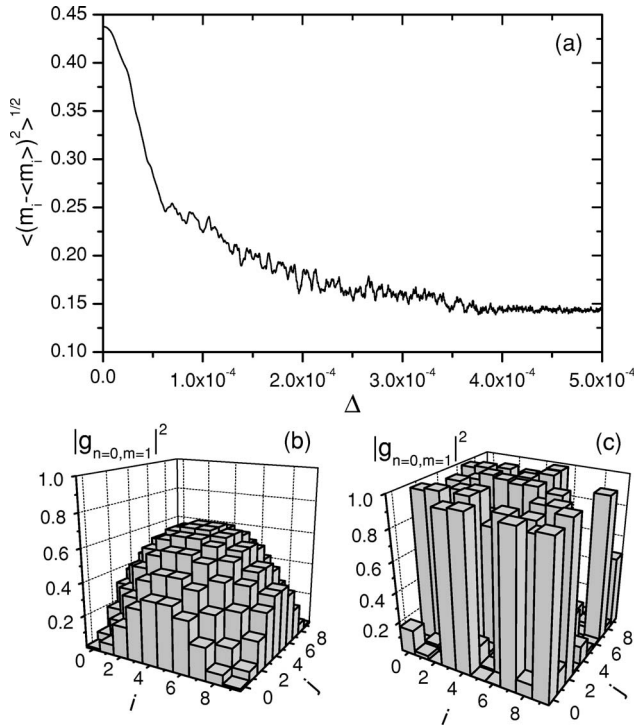 (a)
<(m_i-<m_i>)^2>^1/2
0.45
0.40
0.35
0.30
0.25
0.20
0.15
0.10
0.0 1.0x10^-4 2.0x10^-4 3.0x10^-4 4.0x10^-4 5.0x10^-4
Δ
|g_n=0,m=1|^2 (b)
1.0
0.8
0.6
0.4
0.2
0 2 4 6 8
i
0 2 4 6 8
j
|g_n=0,m=1|^2 (c)
1.0
0.8
0.6
0.4
0.2
0 2 4 6 8
i
0 2 4 6 8
j